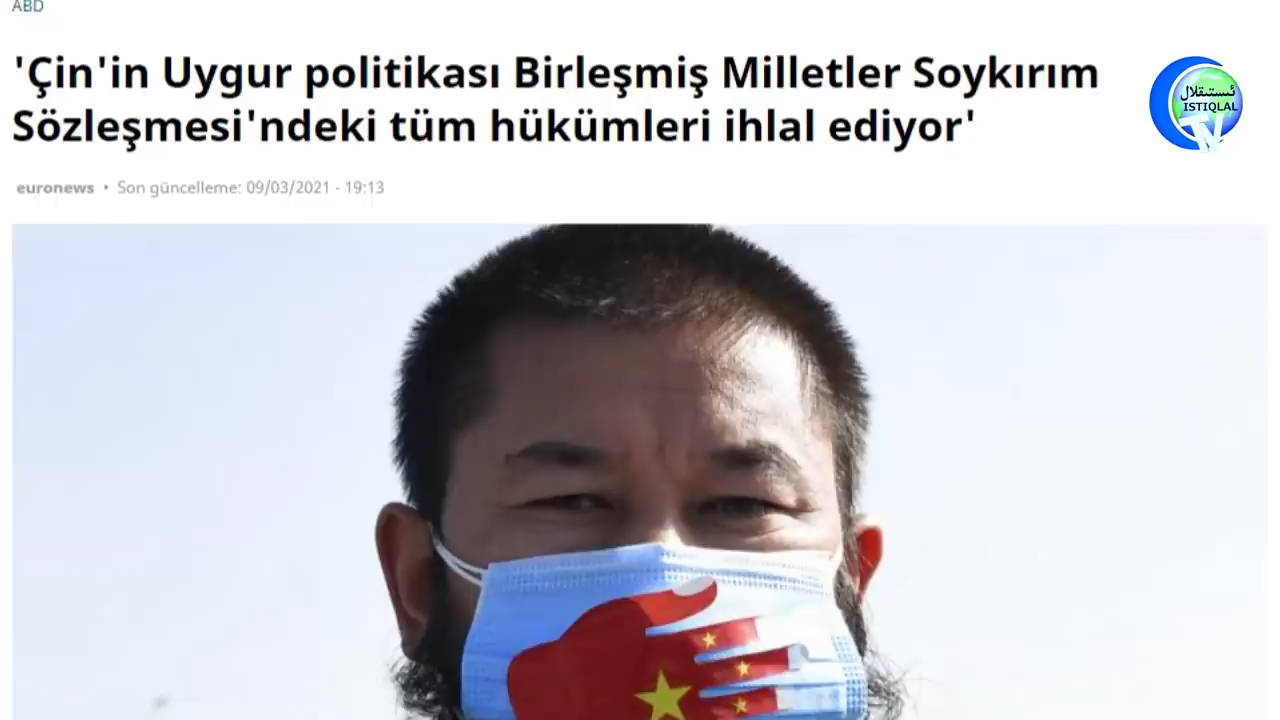 ABD
'Çin'in Uygur politikası Birleşmiş Milletler Soykırım
Sözleşmesi'ndeki tüm hükümleri ihlal ediyor'
euronews • Son güncelleme: 09/03/2021 - 19:13
ئىستىقلال
ISTIQLAL
TV